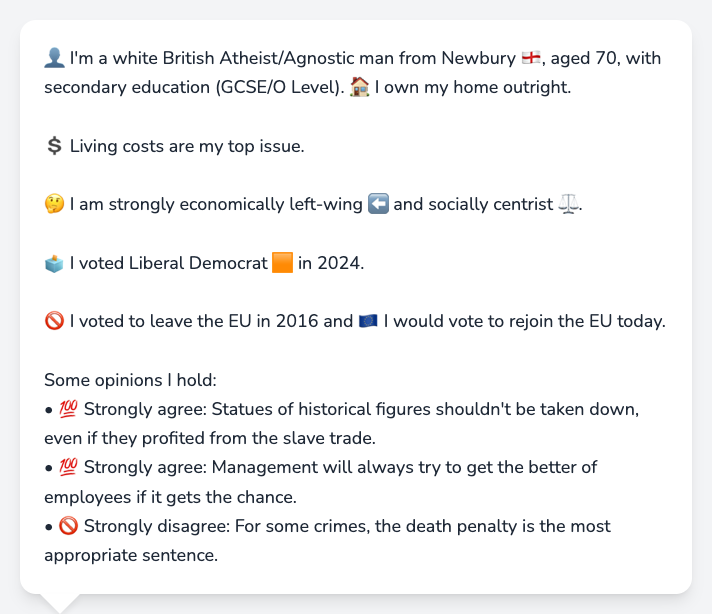 👤 I'm a white British Atheist/Agnostic man from Newbury 🏴󠁧󠁢󠁥󠁮󠁧󠁿, aged 70, with
secondary education (GCSE/O Level). 🏠 I own my home outright.
💲 Living costs are my top issue.
🤔 I am strongly economically left-wing ⬅️ and socially centrist ⚖️.
🗳️ I voted Liberal Democrat 🟧 in 2024.
🚫 I voted to leave the EU in 2016 and 🇪🇺 I would vote to rejoin the EU today.
Some opinions I hold:
• 💯 Strongly agree: Statues of historical figures shouldn't be taken down,
even if they profited from the slave trade.
• 💯 Strongly agree: Management will always try to get the better of
employees if it gets the chance.
• 🚫 Strongly disagree: For some crimes, the death penalty is the most
appropriate sentence.